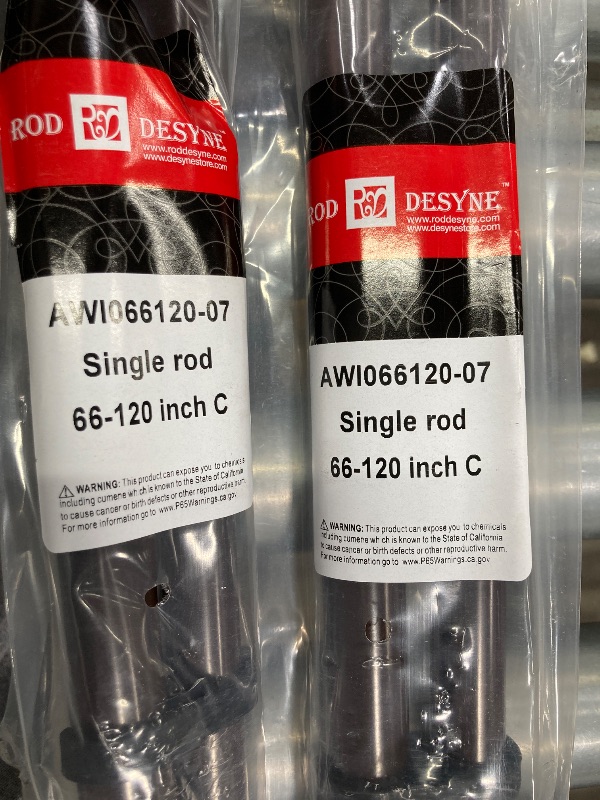 ROD RD DESYNE
www.roddesyne.com
www.desynestore.com
AWI066120-07
Single rod
66-120 inch C
WARNING: This product can expose you to chemicals
including cumene which is known to the State of California
to cause cancer or birth defects or other reproductive harm.
For more information go to www.P65Warnings.ca.gov
ROD RD DESYNE™
www.roddesyne.com
www.desynestore.com
AWI066120-07
Single rod
66-120 inch C
WARNING: This product can expose you to chemicals
including cumene which is known to the State of California
to cause cancer or birth defects or other reproductive harm.
For more information go to www.P65Warnings.ca.gov